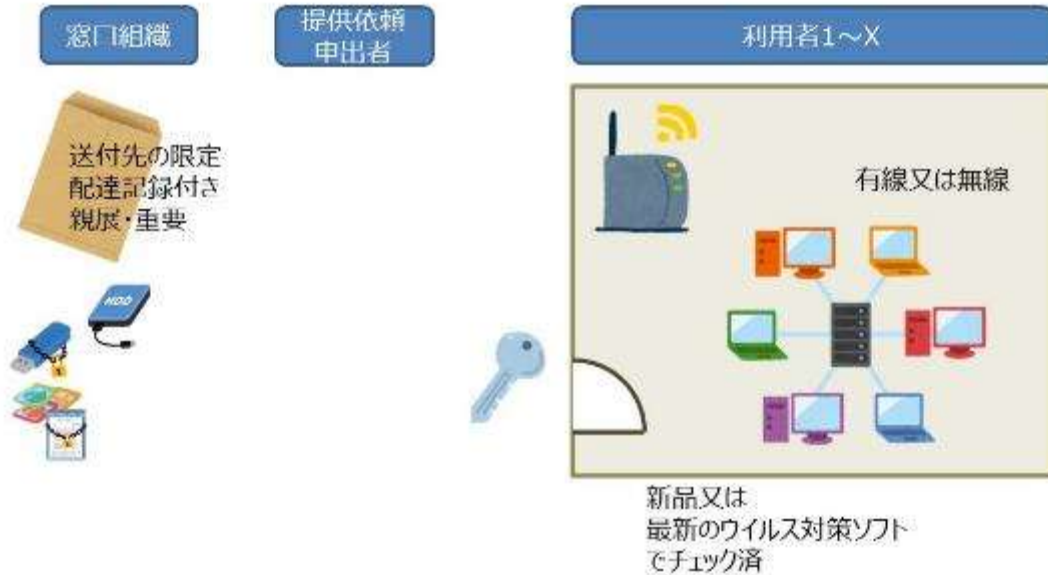 窓口組織
提供依頼
申出者
利用者1～X
送付先の限定
配達記録付き
親展・重要
有線又は無線
HDD
新品又は
最新のウイルス対策ソフト
でチェック済